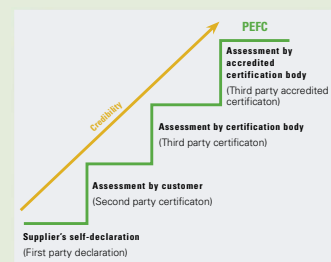 PEFC
Assessment by
accredited
certification body
(Third party accredited
certificaton)
Credibility
Assessment by certification body
(Third party certificaton)
Assessment by customer
(Second party certificaton)
Supplier's self-declaration
(First party declaration)